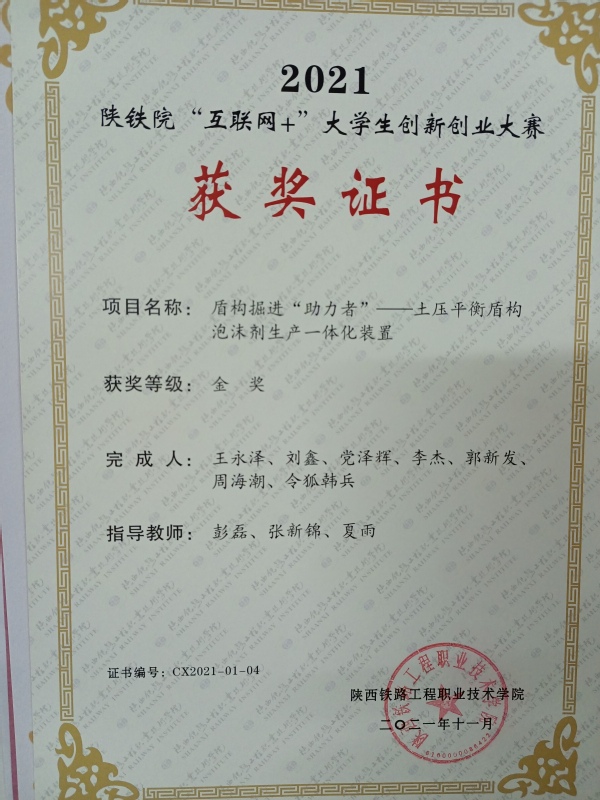 2021
陕铁院“互联网+”大学生创新创业大赛
获奖证书
项目名称： 盾构掘进“助力者”——土压平衡盾构
泡沫剂生产一体化装置
获奖等级： 金 奖
完 成 人： 王永泽、刘鑫、党泽辉、李杰、郭新发、
周海潮、令狐韩兵
指导教师： 彭磊、张新锦、夏雨
证书编号：CX2021-01-04
陕西铁路工程职业技术学院
二〇二一年十一月